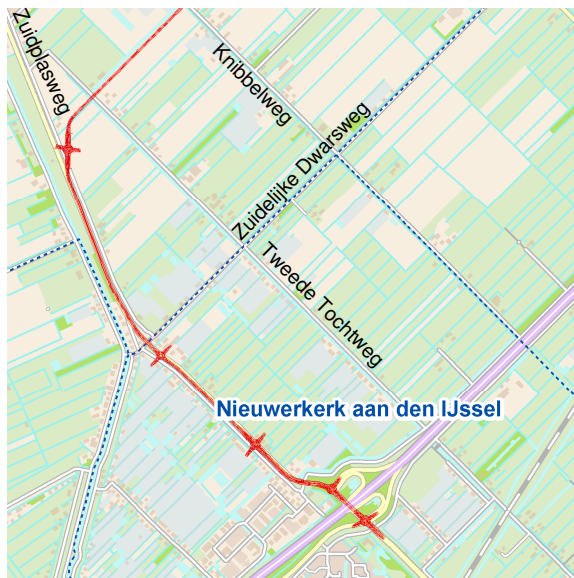 Zuidplasweg
Knibbelweg
Zuidelijke Dwarsweg
Tweede Tochtweg
Nieuwerkerk aan den IJssel